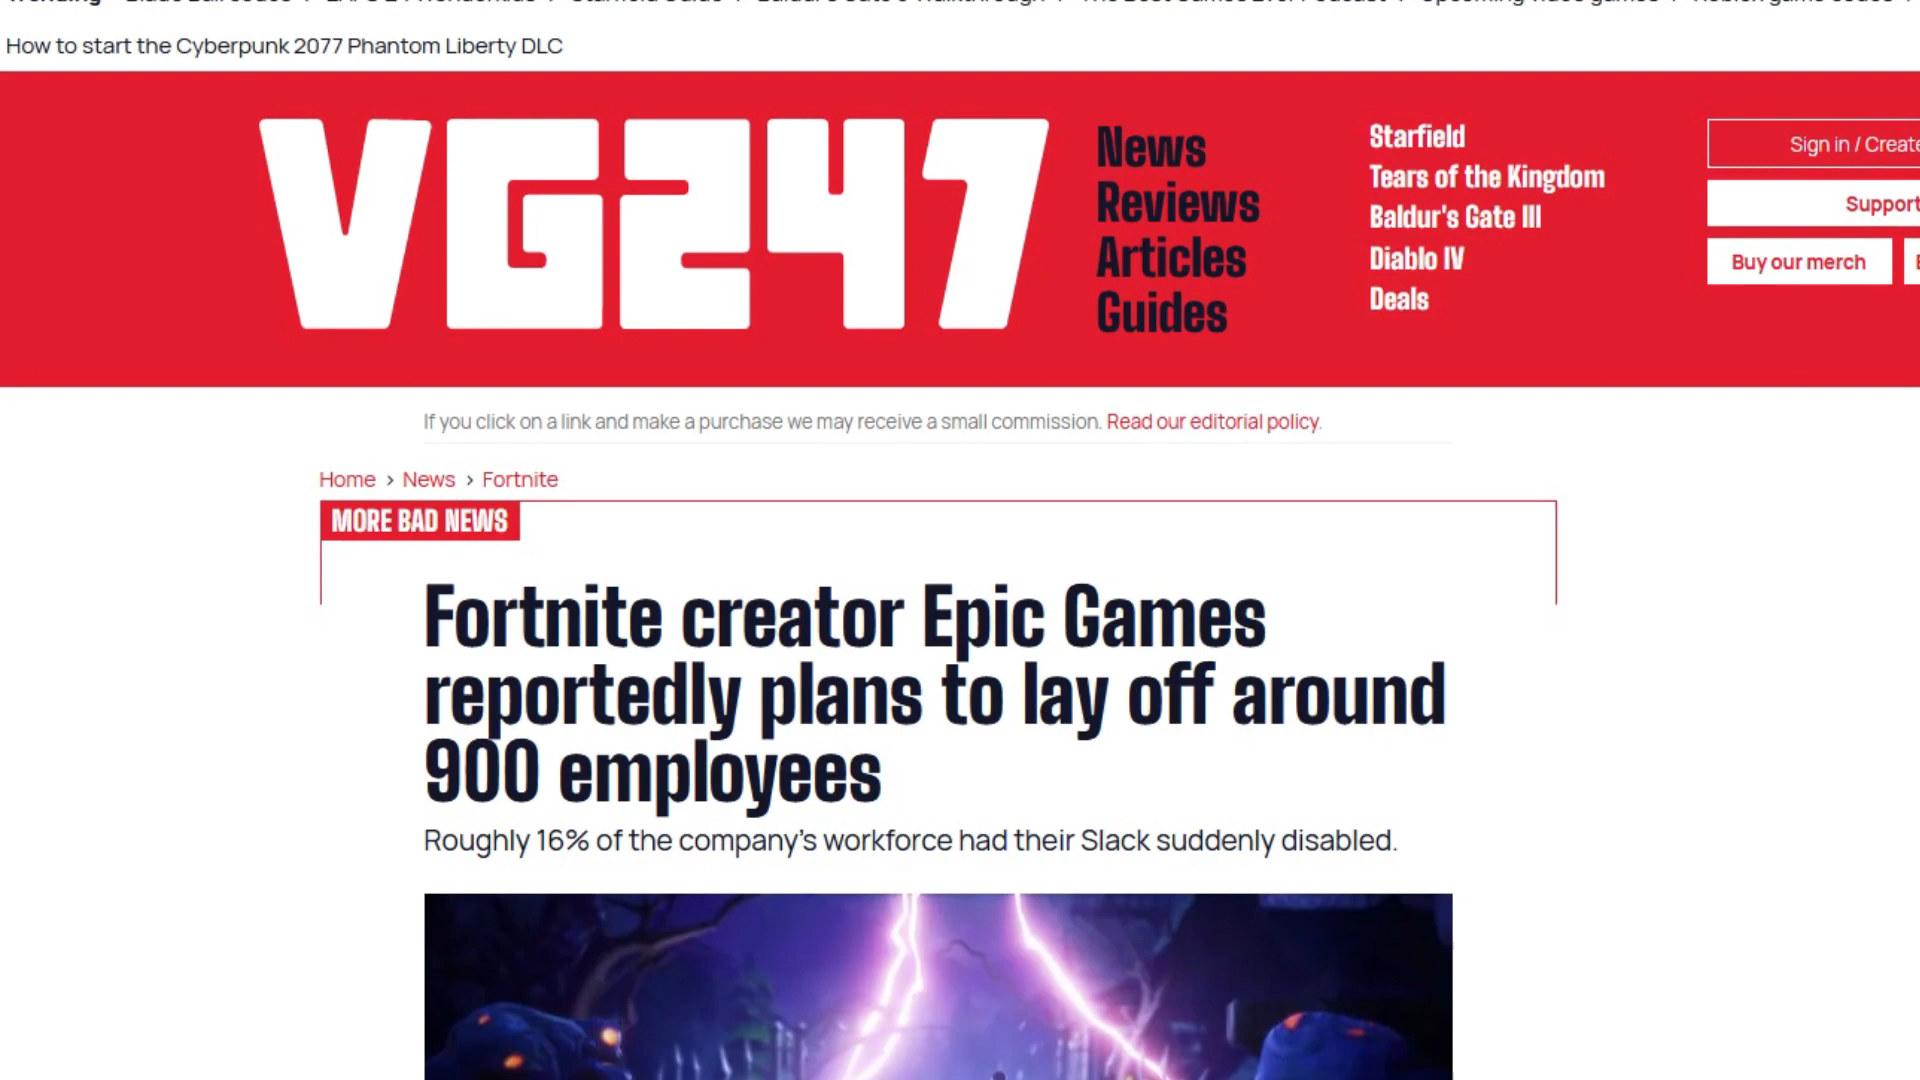 How to start the Cyberpunk 2077 Phantom Liberty DLC
VG247
News
Reviews
Articles
Guides
Starfield
Tears of the Kingdom
Baldur's Gate III
Diablo IV
Deals
Sign in / Create
Support
Buy our merch
If you click on a link and make a purchase we may receive a small commission. Read our editorial policy.
Home > News > Fortnite
MORE BAD NEWS
Fortnite creator Epic Games
reportedly plans to lay off around
900 employees
Roughly 16% of the company's workforce had their Slack suddenly disabled.